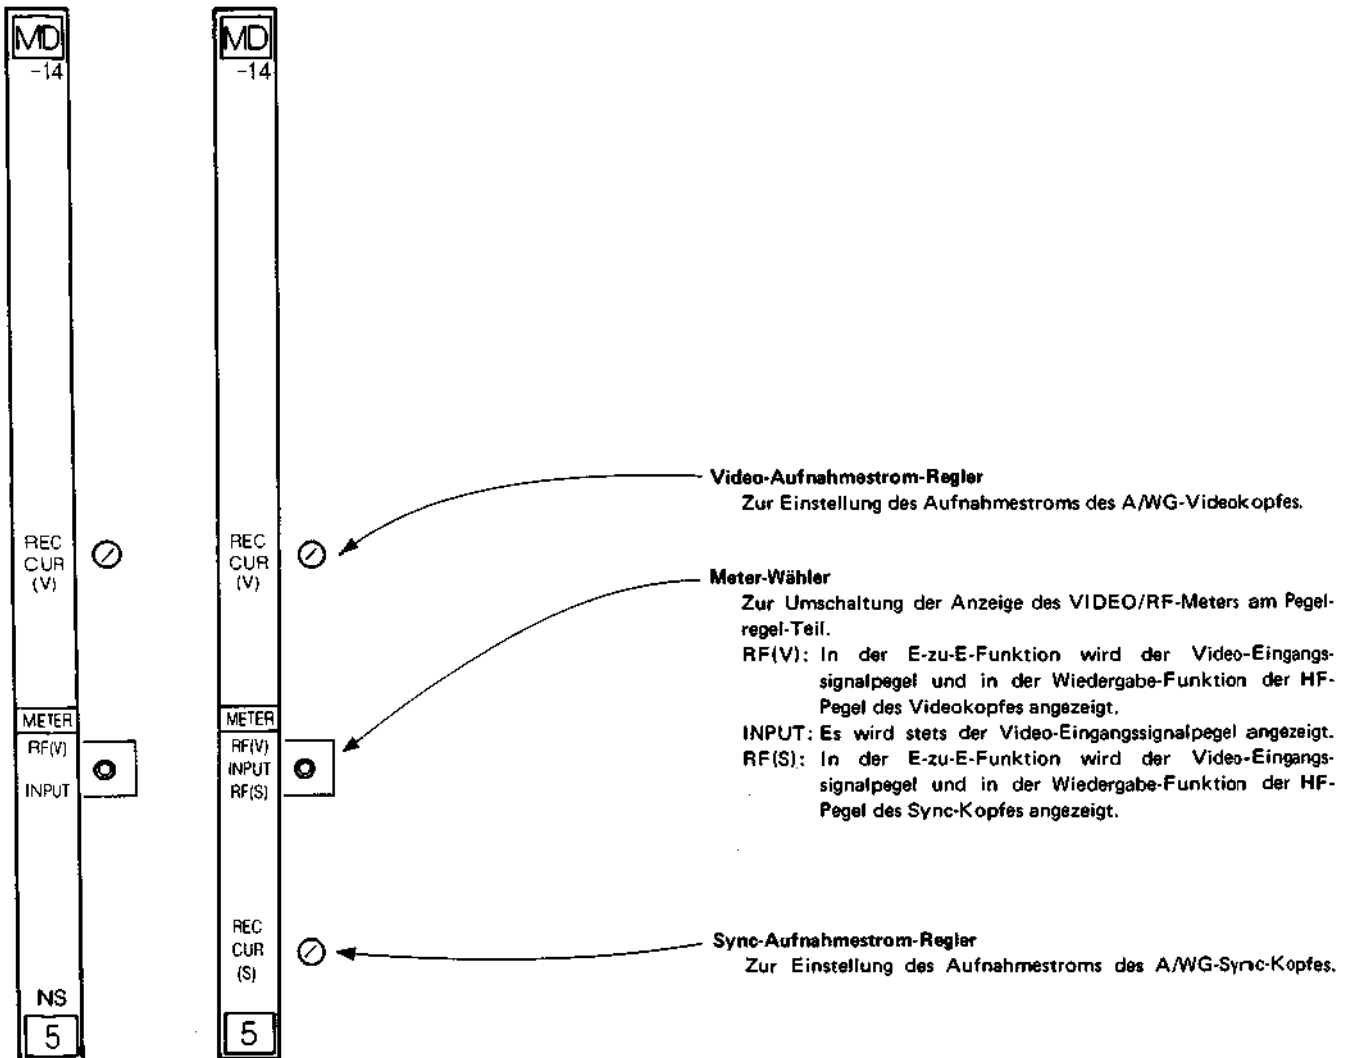 MD
-14
REC
CUR
(V)
METER
RF(V)
INPUT
NS
5
MD
-14
REC
CUR
(V)
METER
RF(V)
INPUT
RF(S)
REC
CUR
(S)
5
Video-Aufnahmestrom-Regler
Zur Einstellung des Aufnahmestroms des A/WG-Videokopfes.
Meter-Wähler
Zur Umschaltung der Anzeige des VIDEO/RF-Meters am Pegel-
regel-Teil.
RF(V): In der E-zu-E-Funktion wird der Video-Eingangs-
signalpegel und in der Wiedergabe-Funktion der HF-
Pegel des Videokopfes angezeigt.
INPUT: Es wird stets der Video-Eingangssignalpegel angezeigt.
RF(S): In der E-zu-E-Funktion wird der Video-Eingangs-
signalpegel und in der Wiedergabe-Funktion der HF-
Pegel des Sync-Kopfes angezeigt.
Sync-Aufnahmestrom-Regler
Zur Einstellung des Aufnahmestroms des A/WG-Sync-Kopfes.